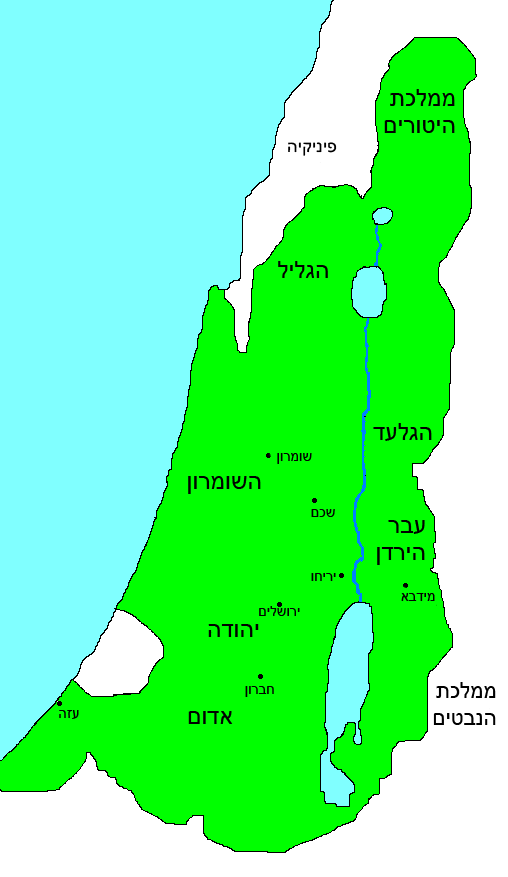 ממלכת
היטורים
פיניקיה
הגליל
הגלעד
שומרון
השומרון
שכם
עבר
הירדן
יריחו
מידבא
ירושלים
יהודה
חברון
ממלכת
הנבטים
אדום
עזה